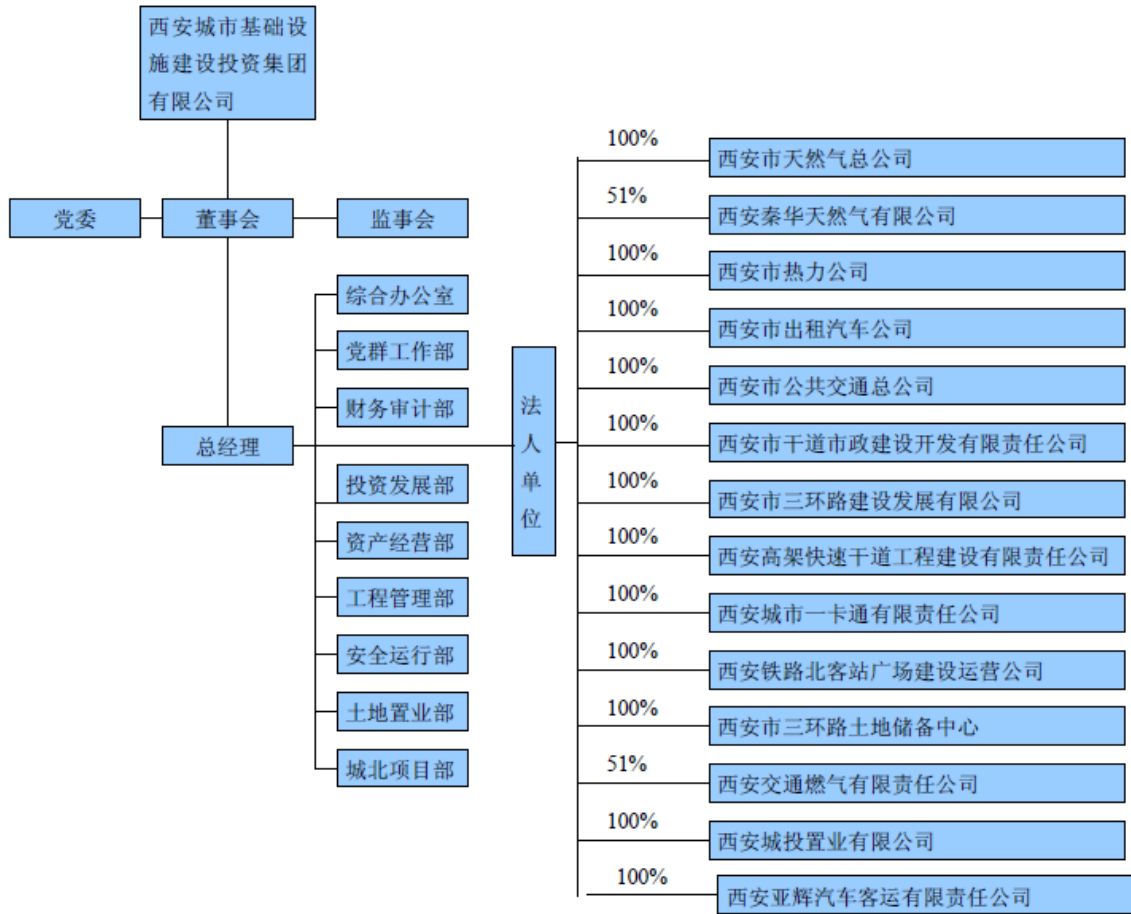 西安城市基础设
施建设投资集团
有限公司
党委
董事会
监事会
总经理
综合办公室
党群工作部
财务审计部
投资发展部
资产经营部
工程管理部
安全运行部
土地置业部
城北项目部
法
人
单
位
100%
西安市天然气总公司
51%
西安秦华天然气有限公司
100%
西安市热力公司
100%
西安市出租汽车公司
100%
西安市公共交通总公司
100%
西安市干道市政建设开发有限责任公司
100%
西安市三环路建设发展有限公司
100%
西安高架快速干道工程建设有限责任公司
100%
西安城市一卡通有限责任公司
100%
西安铁路北客站广场建设运营公司
100%
西安市三环路土地储备中心
51%
西安交通燃气有限责任公司
100%
西安城投置业有限公司
100%
西安亚辉汽车客运有限责任公司